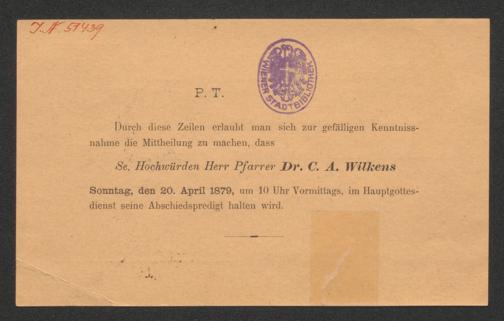 J. N. 51439
WIENER STADTBIBLIOTHEK
P. T.
Durch diese Zeilen erlaubt man sich zur gefälligen Kenntniss-
nahme die Mittheilung zu machen, dass
Se. Hochwürden Herr Pfarrer Dr. C. A. Wilkens
Sonntag, den 20. April 1879, um 10 Uhr Vormittags, im Hauptgottes-
dienst seine Abschiedspredigt halten wird.